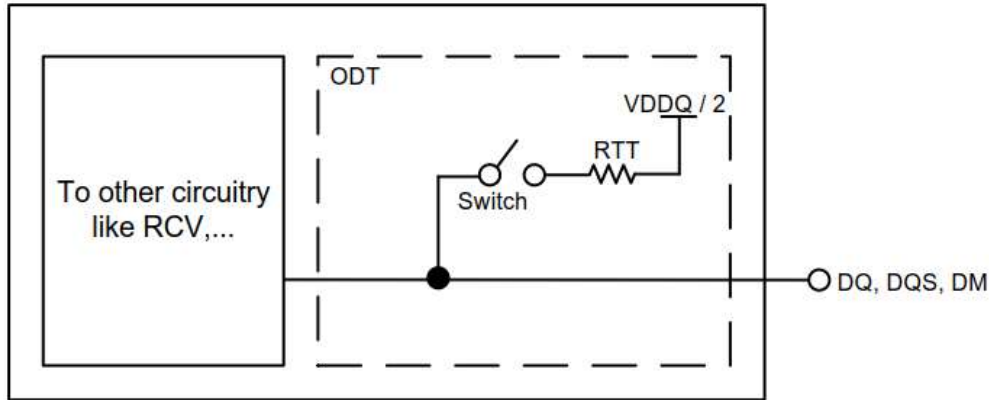 ODT
VDDQ / 2
RTT
Switch
To other circuitry
like RCV,...
DQ, DQS, DM